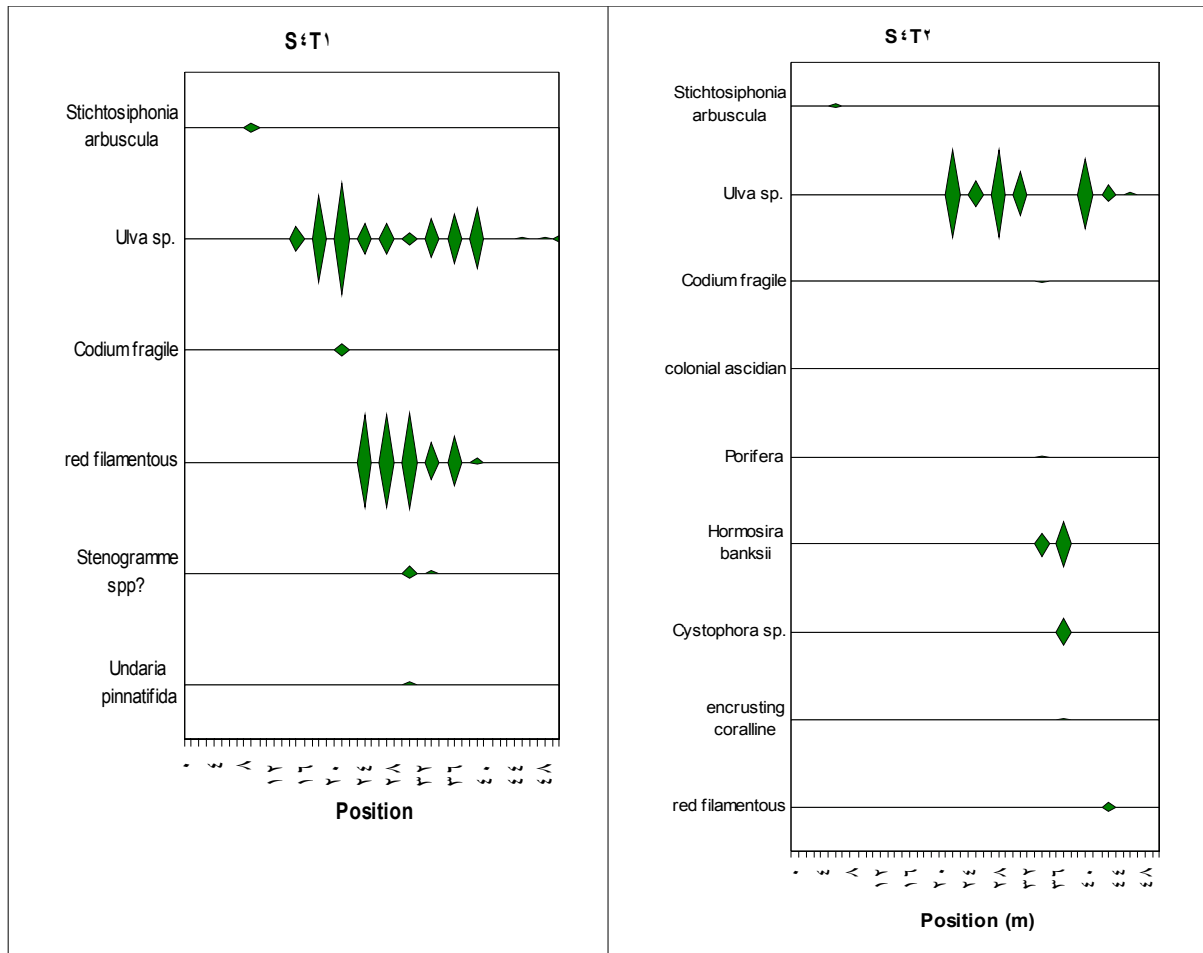 S٤T١
Stichtosiphonia
arbuscula
Ulva sp.
Codium fragile
red filamentous
Stenogramme
spp?
Undaria
pinnatifida
Position
S٤T٢
Stichtosiphonia
arbuscula
Ulva sp.
Codium fragile
colonial ascidian
Porifera
Hormosira
banksii
Cystophora sp.
encrusting
coralline
red filamentous
Position (m)